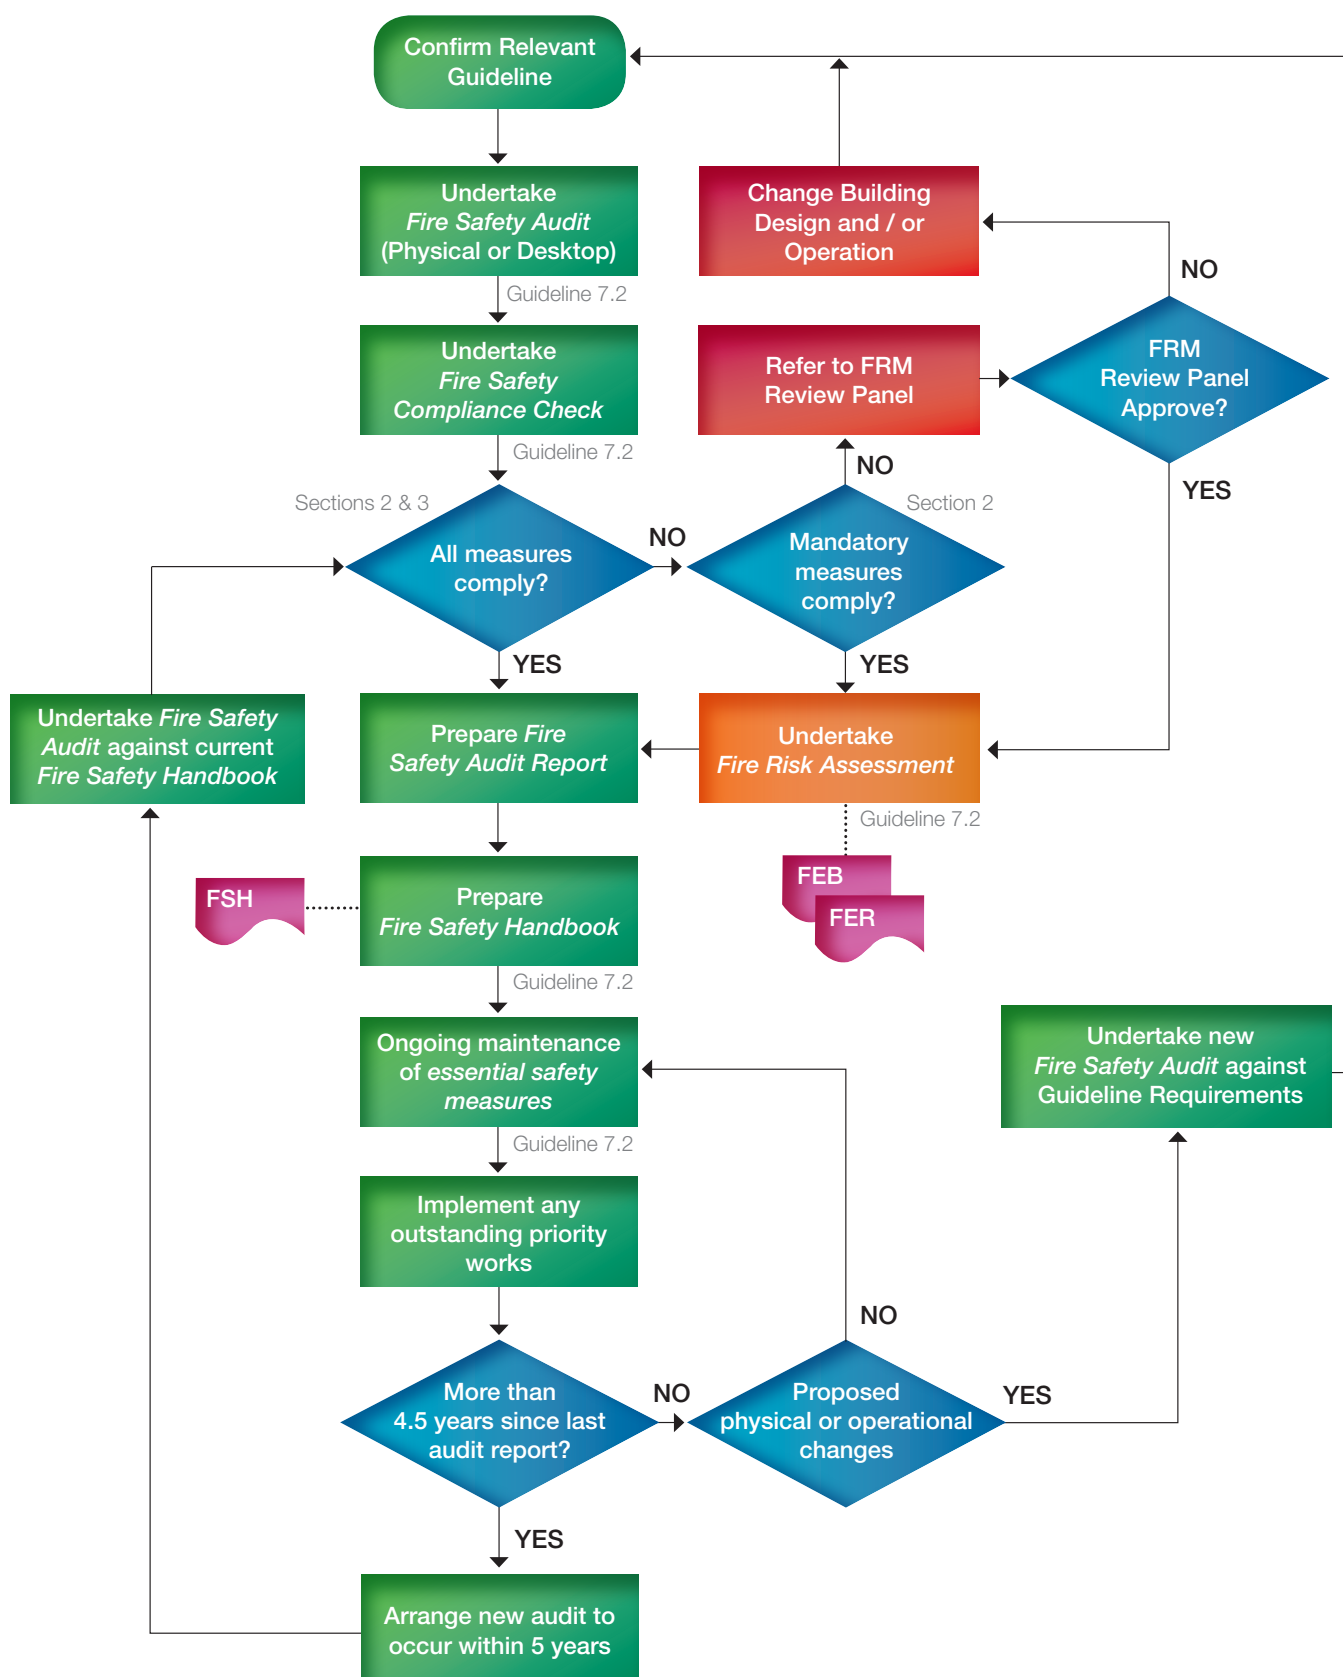 Confirm Relevant
Guideline
Undertake
Fire Safety Audit
(Physical or Desktop)
Guideline 7.2
Change Building
Design and / or
Operation
NO
Undertake
Fire Safety
Compliance Check
Guideline 7.2
Refer to FRM
Review Panel
FRM
Review Panel
Approve?
NO
YES
Sections 2 & 3
All measures
comply?
NO
Section 2
Mandatory
measures
comply?
YES
YES
Undertake Fire Safety
Audit against current
Fire Safety Handbook
Prepare Fire
Safety Audit Report
Undertake
Fire Risk Assessment
Guideline 7.2
FEB
FER
FSH
Prepare
Fire Safety Handbook
Guideline 7.2
Ongoing maintenance
of essential safety
measures
Guideline 7.2
Undertake new
Fire Safety Audit against
Guideline Requirements
Implement any
outstanding priority
works
NO
More than
4.5 years since last
audit report?
NO
Proposed
physical or operational
changes
YES
YES
Arrange new audit to
occur within 5 years